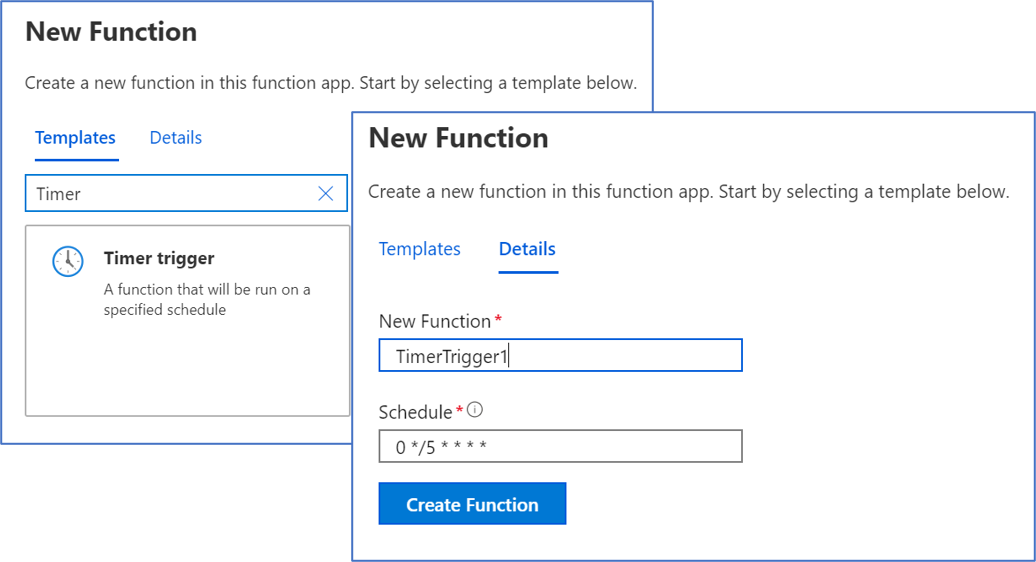 New Function
Create a new function in this function app. Start by selecting a template below.
Templates Details
Timer
Timer trigger
A function that will be run on a
specified schedule
New Function
Create a new function in this function app. Start by selecting a template below.
Templates Details
New Function *
TimerTrigger1
Schedule *
0 */5 * * * *
Create Function